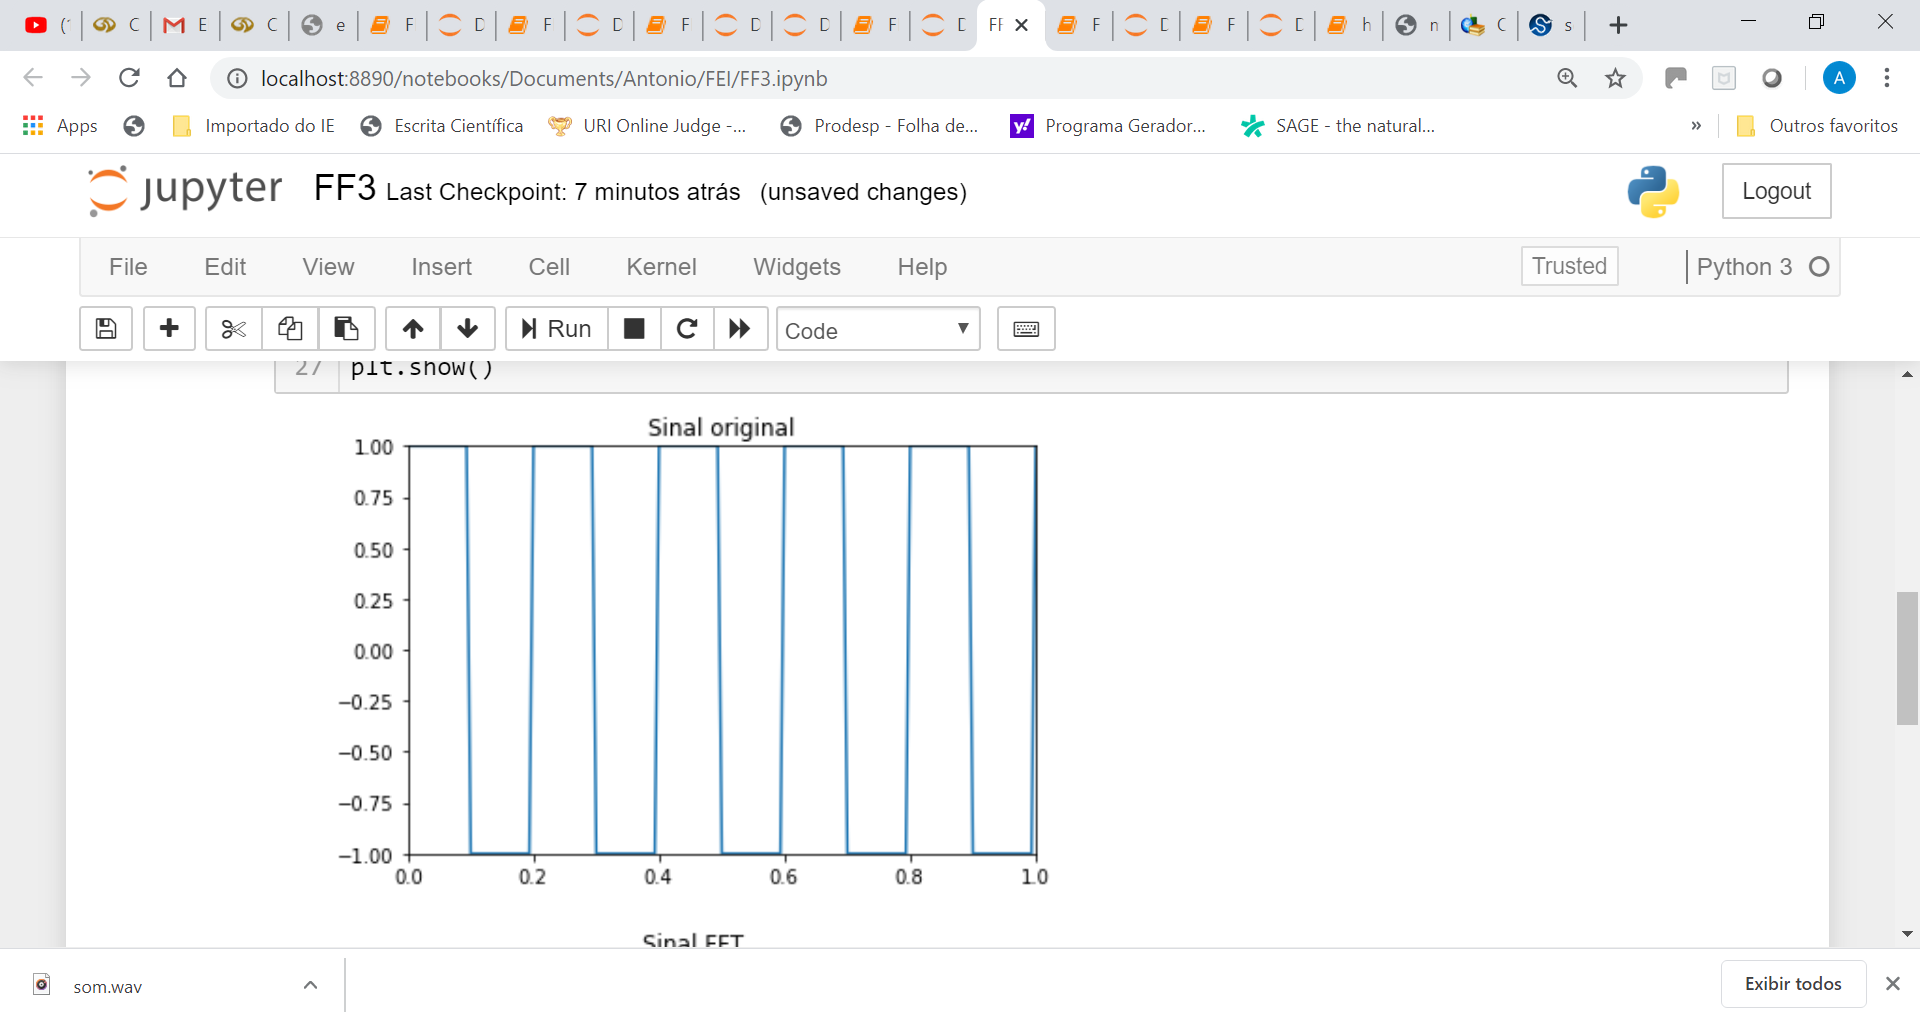 ( C E C e F D F D F D D F D FF F D F D h n C s
localhost:8890/notebooks/Documents/Antonio/FEI/FF3.ipynb A
Apps Importado do IE Escrita Científica URI Online Judge -... Prodesp - Folha de... Programa Gerador... SAGE - the natural... » Outros favoritos
jupyter FF3 Last Checkpoint: 7 minutos atrás (unsaved changes) Logout
File Edit View Insert Cell Kernel Widgets Help Trusted Python 3
Run Code
27 plt.show()
Sinal original
1.00
0.75
0.50
0.25
0.00
−0.25
−0.50
−0.75
−1.00
0.0 0.2 0.4 0.6 0.8 1.0
Sinal FFT
som.wav Exibir todos